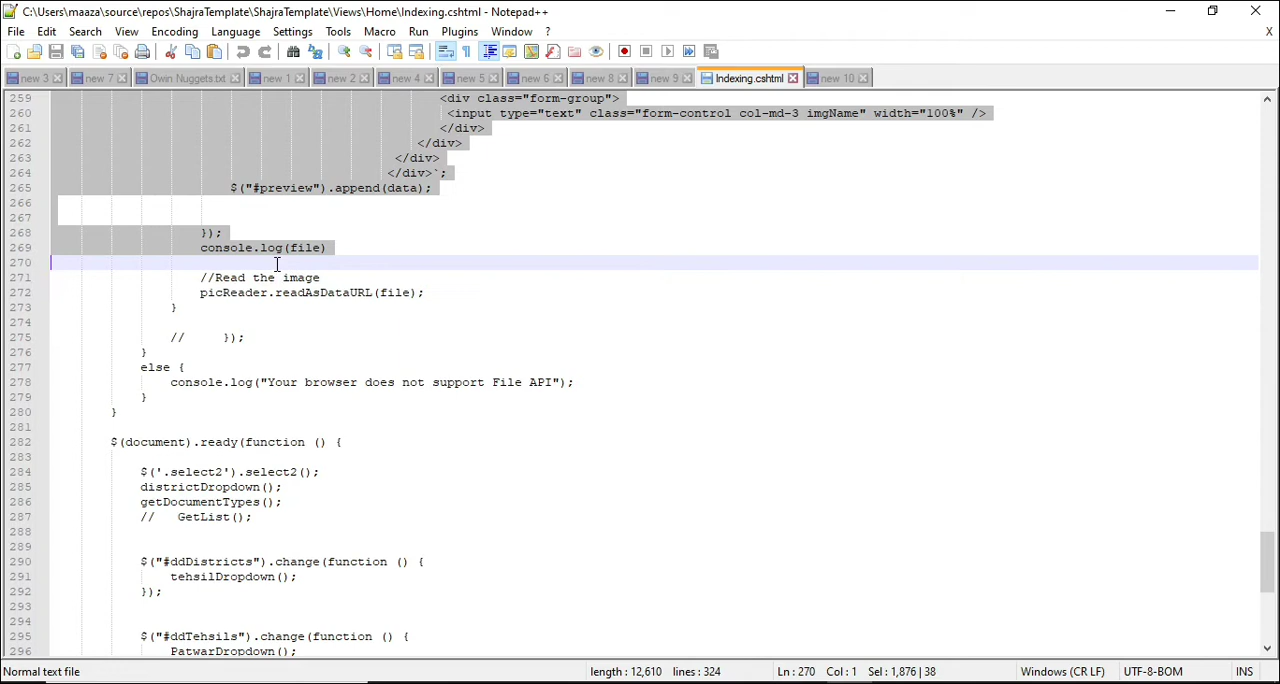 C:\Users\maaza\source\repos\ShajraTemplate\ShajraTemplate\Views\Home\Indexing.cshtml - Notepad++
File Edit Search View Encoding Language Settings Tools Macro Run Plugins Window ? X
new 3 new 7 Owin Nuggets.txt new 1 new 2 new 4 new 5 new 6 new 8 new 9 Indexing.cshtml new 10
259 <div class="form-group">
260 <input type="text" class="form-control col-md-3 imgName" width="100%" />
261 </div>
262 </div>
263 </div>
264 </div>`;
265 $("#preview").append(data);
266
267
268 });
269 console.log(file)
270
271 //Read the image
272 picReader.readAsDataURL(file);
273 }
274
275 // });
276 }
277 else {
278 console.log("Your browser does not support File API");
279 }
280 }
281
282 $(document).ready(function () {
283
284 $('.select2').select2();
285 districtDropdown();
286 getDocumentTypes();
287 // GetList();
288
289
290 $("#ddDistricts").change(function () {
291 tehsilDropdown();
292 });
293
294
295 $("#ddTehsils").change(function () {
296 PatwarDropdown();
Normal text file length : 12,610 lines : 324 Ln : 270 Col : 1 Sel : 1,876 | 38 Windows (CR LF) UTF-8-BOM INS